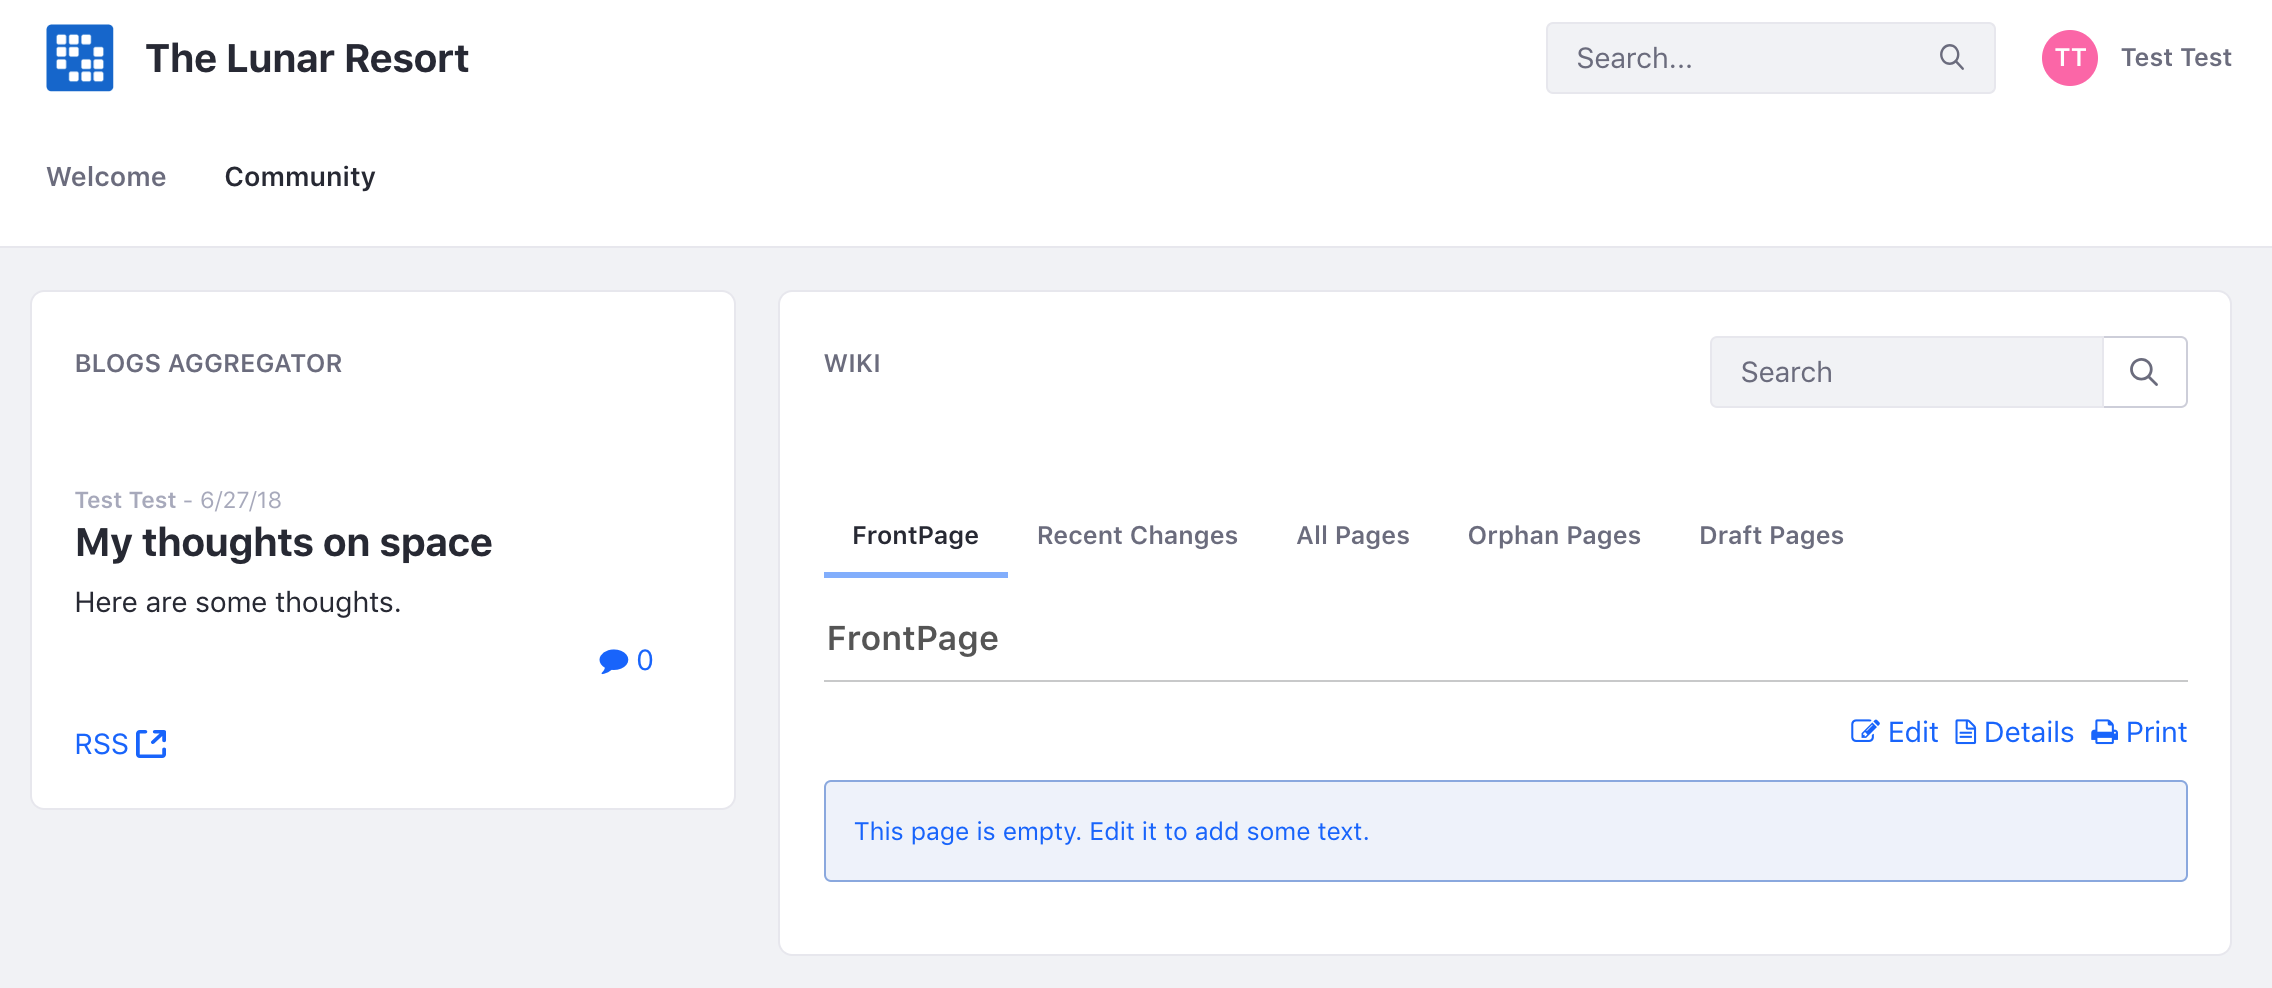 The Lunar Resort
Search...
TT
Test Test
Welcome
Community
BLOGS AGGREGATOR
Test Test - 6/27/18
My thoughts on space
Here are some thoughts.
0
RSS
WIKI
Search
FrontPage
Recent Changes
All Pages
Orphan Pages
Draft Pages
FrontPage
Edit
Details
Print
This page is empty. Edit it to add some text.